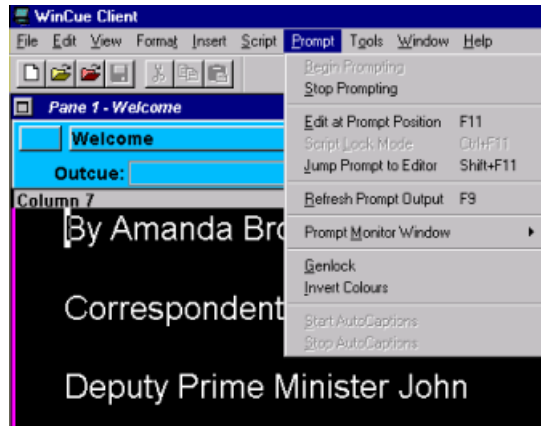 WinCue Client
File Edit View Format Insert Script Prompt Tools Window Help
Begin Prompting
Stop Prompting
Pane 1 - Welcome
Edit at Prompt Position F11
Welcome
Script Lock Mode Ctrl+F11
Jump Prompt to Editor Shift+F11
Outcue:
Column 7
Refresh Prompt Output F9
By Amanda Bro
Prompt Monitor Window
Genlock
Invert Colours
Correspondent
Start AutoCaptions
Stop AutoCaptions
Deputy Prime Minister John